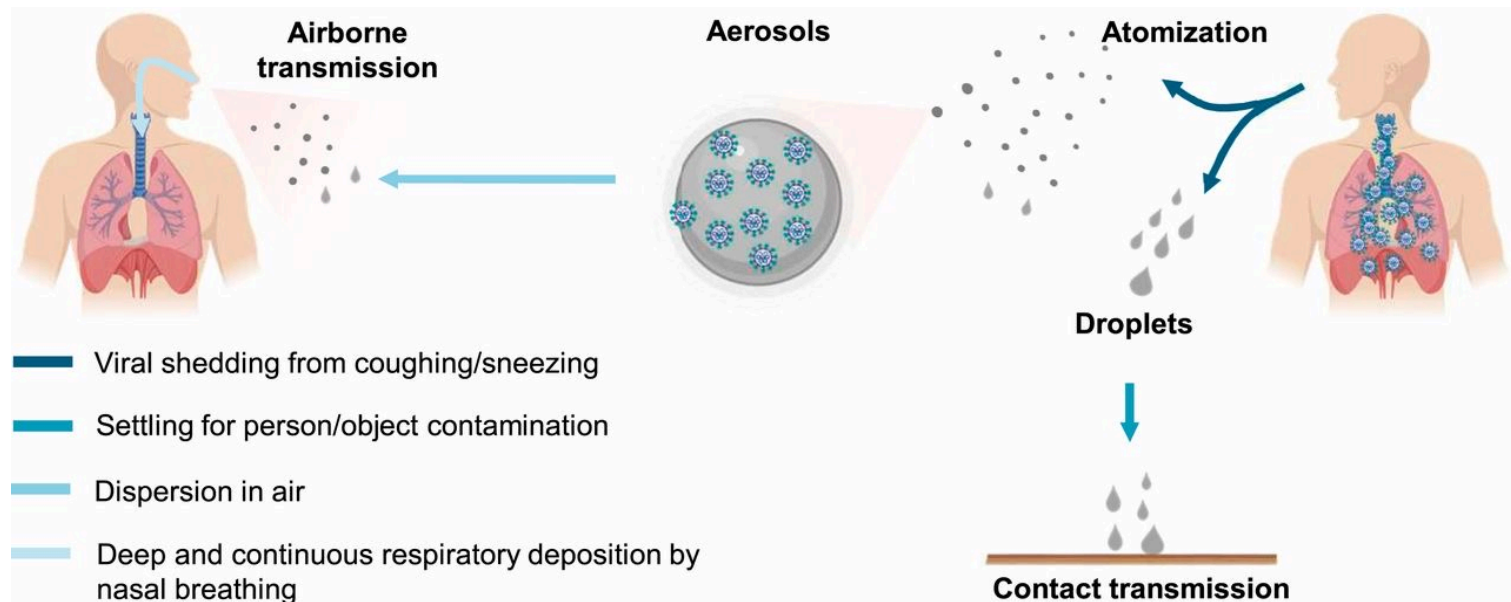 Airborne
transmission
Aerosols
Atomization
Droplets
Viral shedding from coughing/sneezing
Settling for person/object contamination
Dispersion in air
Deep and continuous respiratory deposition by
nasal breathing
Contact transmission